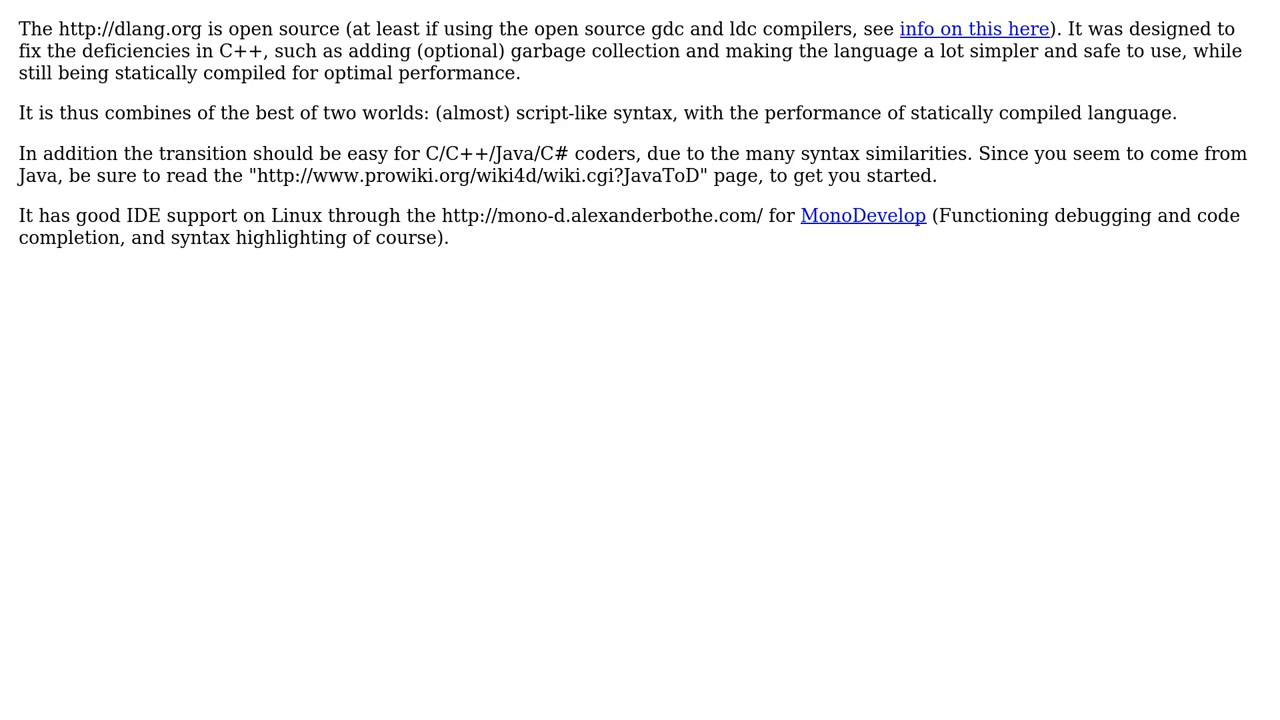 The http://dlang.org is open source (at least if using the open source gdc and ldc compilers, see info on this here). It was designed to
fix the deficiencies in C++, such as adding (optional) garbage collection and making the language a lot simpler and safe to use, while
still being statically compiled for optimal performance.
It is thus combines of the best of two worlds: (almost) script-like syntax, with the performance of statically compiled language.
In addition the transition should be easy for C/C++/Java/C# coders, due to the many syntax similarities. Since you seem to come from
Java, be sure to read the "http://www.prowiki.org/wiki4d/wiki.cgi?JavaToD" page, to get you started.
It has good IDE support on Linux through the http://mono-d.alexanderbothe.com/ for MonoDevelop (Functioning debugging and code
completion, and syntax highlighting of course).